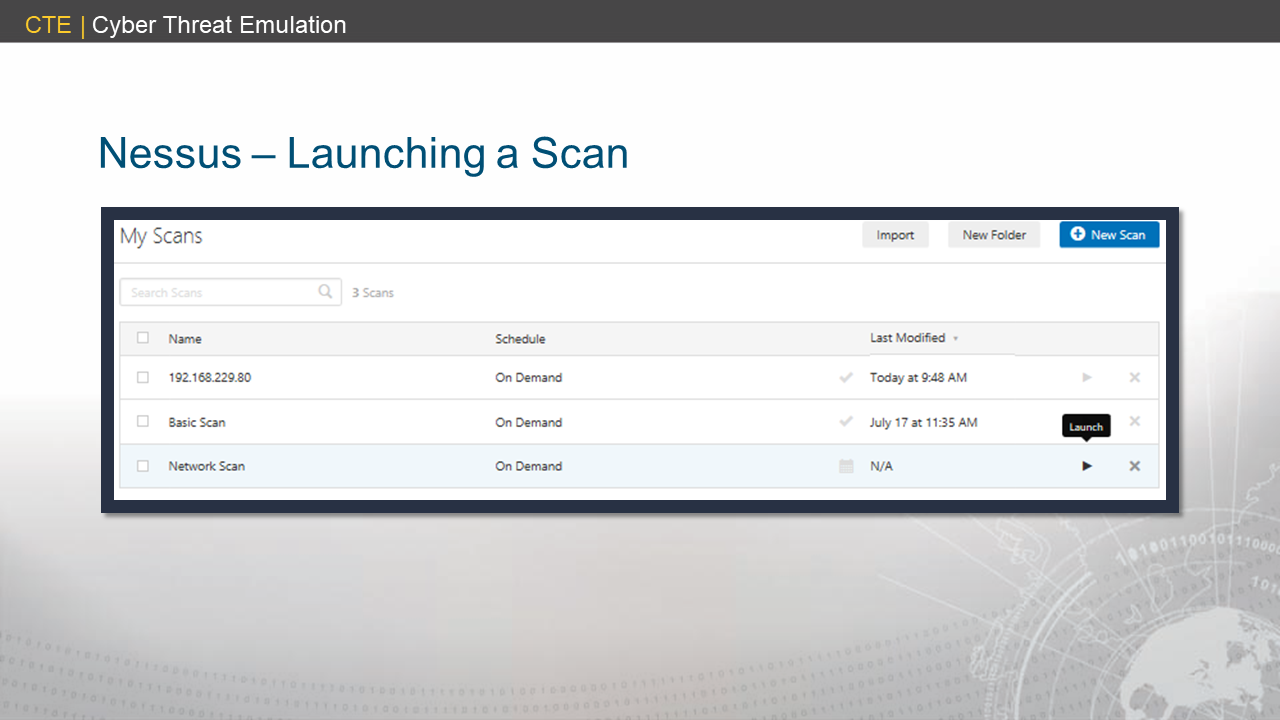 CTE | Cyber Threat Emulation
Nessus – Launching a Scan
My Scans Import New Folder New Scan
Search Scans 3 Scans
Name Schedule Last Modified
192.168.229.80 On Demand Today at 9:48 AM
Basic Scan On Demand July 17 at 11:35 AM
Launch
Network Scan On Demand N/A